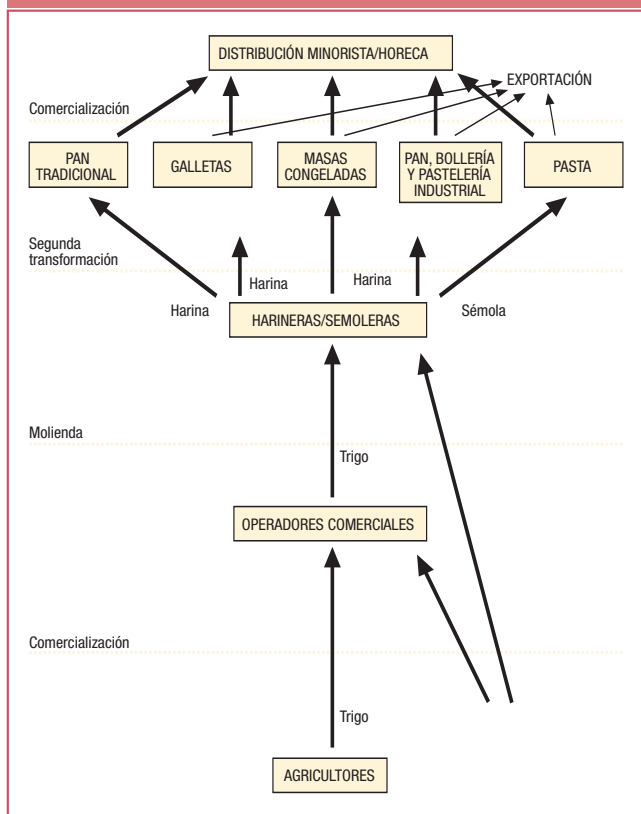 DISTRIBUCIÓN MINORISTA/HORECA
EXPORTACIÓN
Comercialización
PAN
TRADICIONAL
GALLETAS
MASAS
CONGELADAS
PAN, BOLLERÍA
Y PASTELERÍA
INDUSTRIAL
PASTA
Segunda
transformación
Harina
Harina
Harina
Sémola
HARINERAS/SEMOLERAS
Molienda
Trigo
OPERADORES COMERCIALES
Comercialización
Trigo
AGRICULTORES